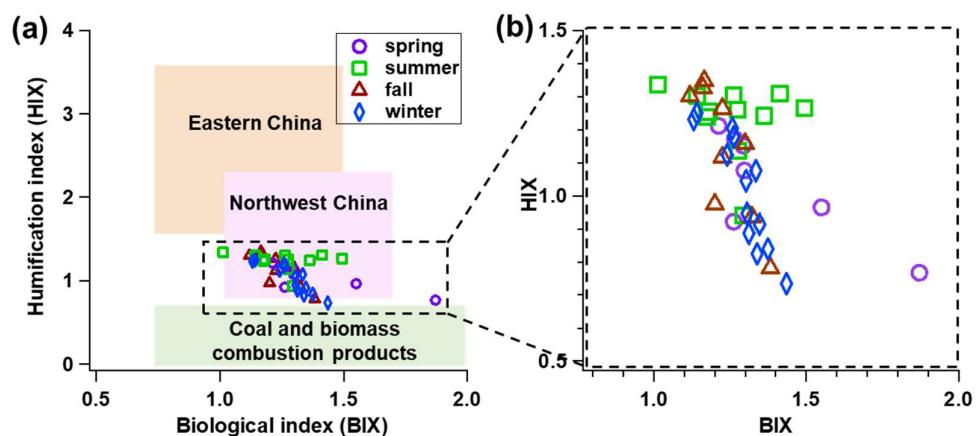 (a)
4
3
2
1
0
Humification index (HIX)
0.5
1.0
1.5
2.0
Biological index (BIX)
spring
summer
fall
winter
Eastern China
Northwest China
Coal and biomass
combustion products
(b)
1.5
1.0
0.5
HIX
1.0
1.5
2.0
BIX